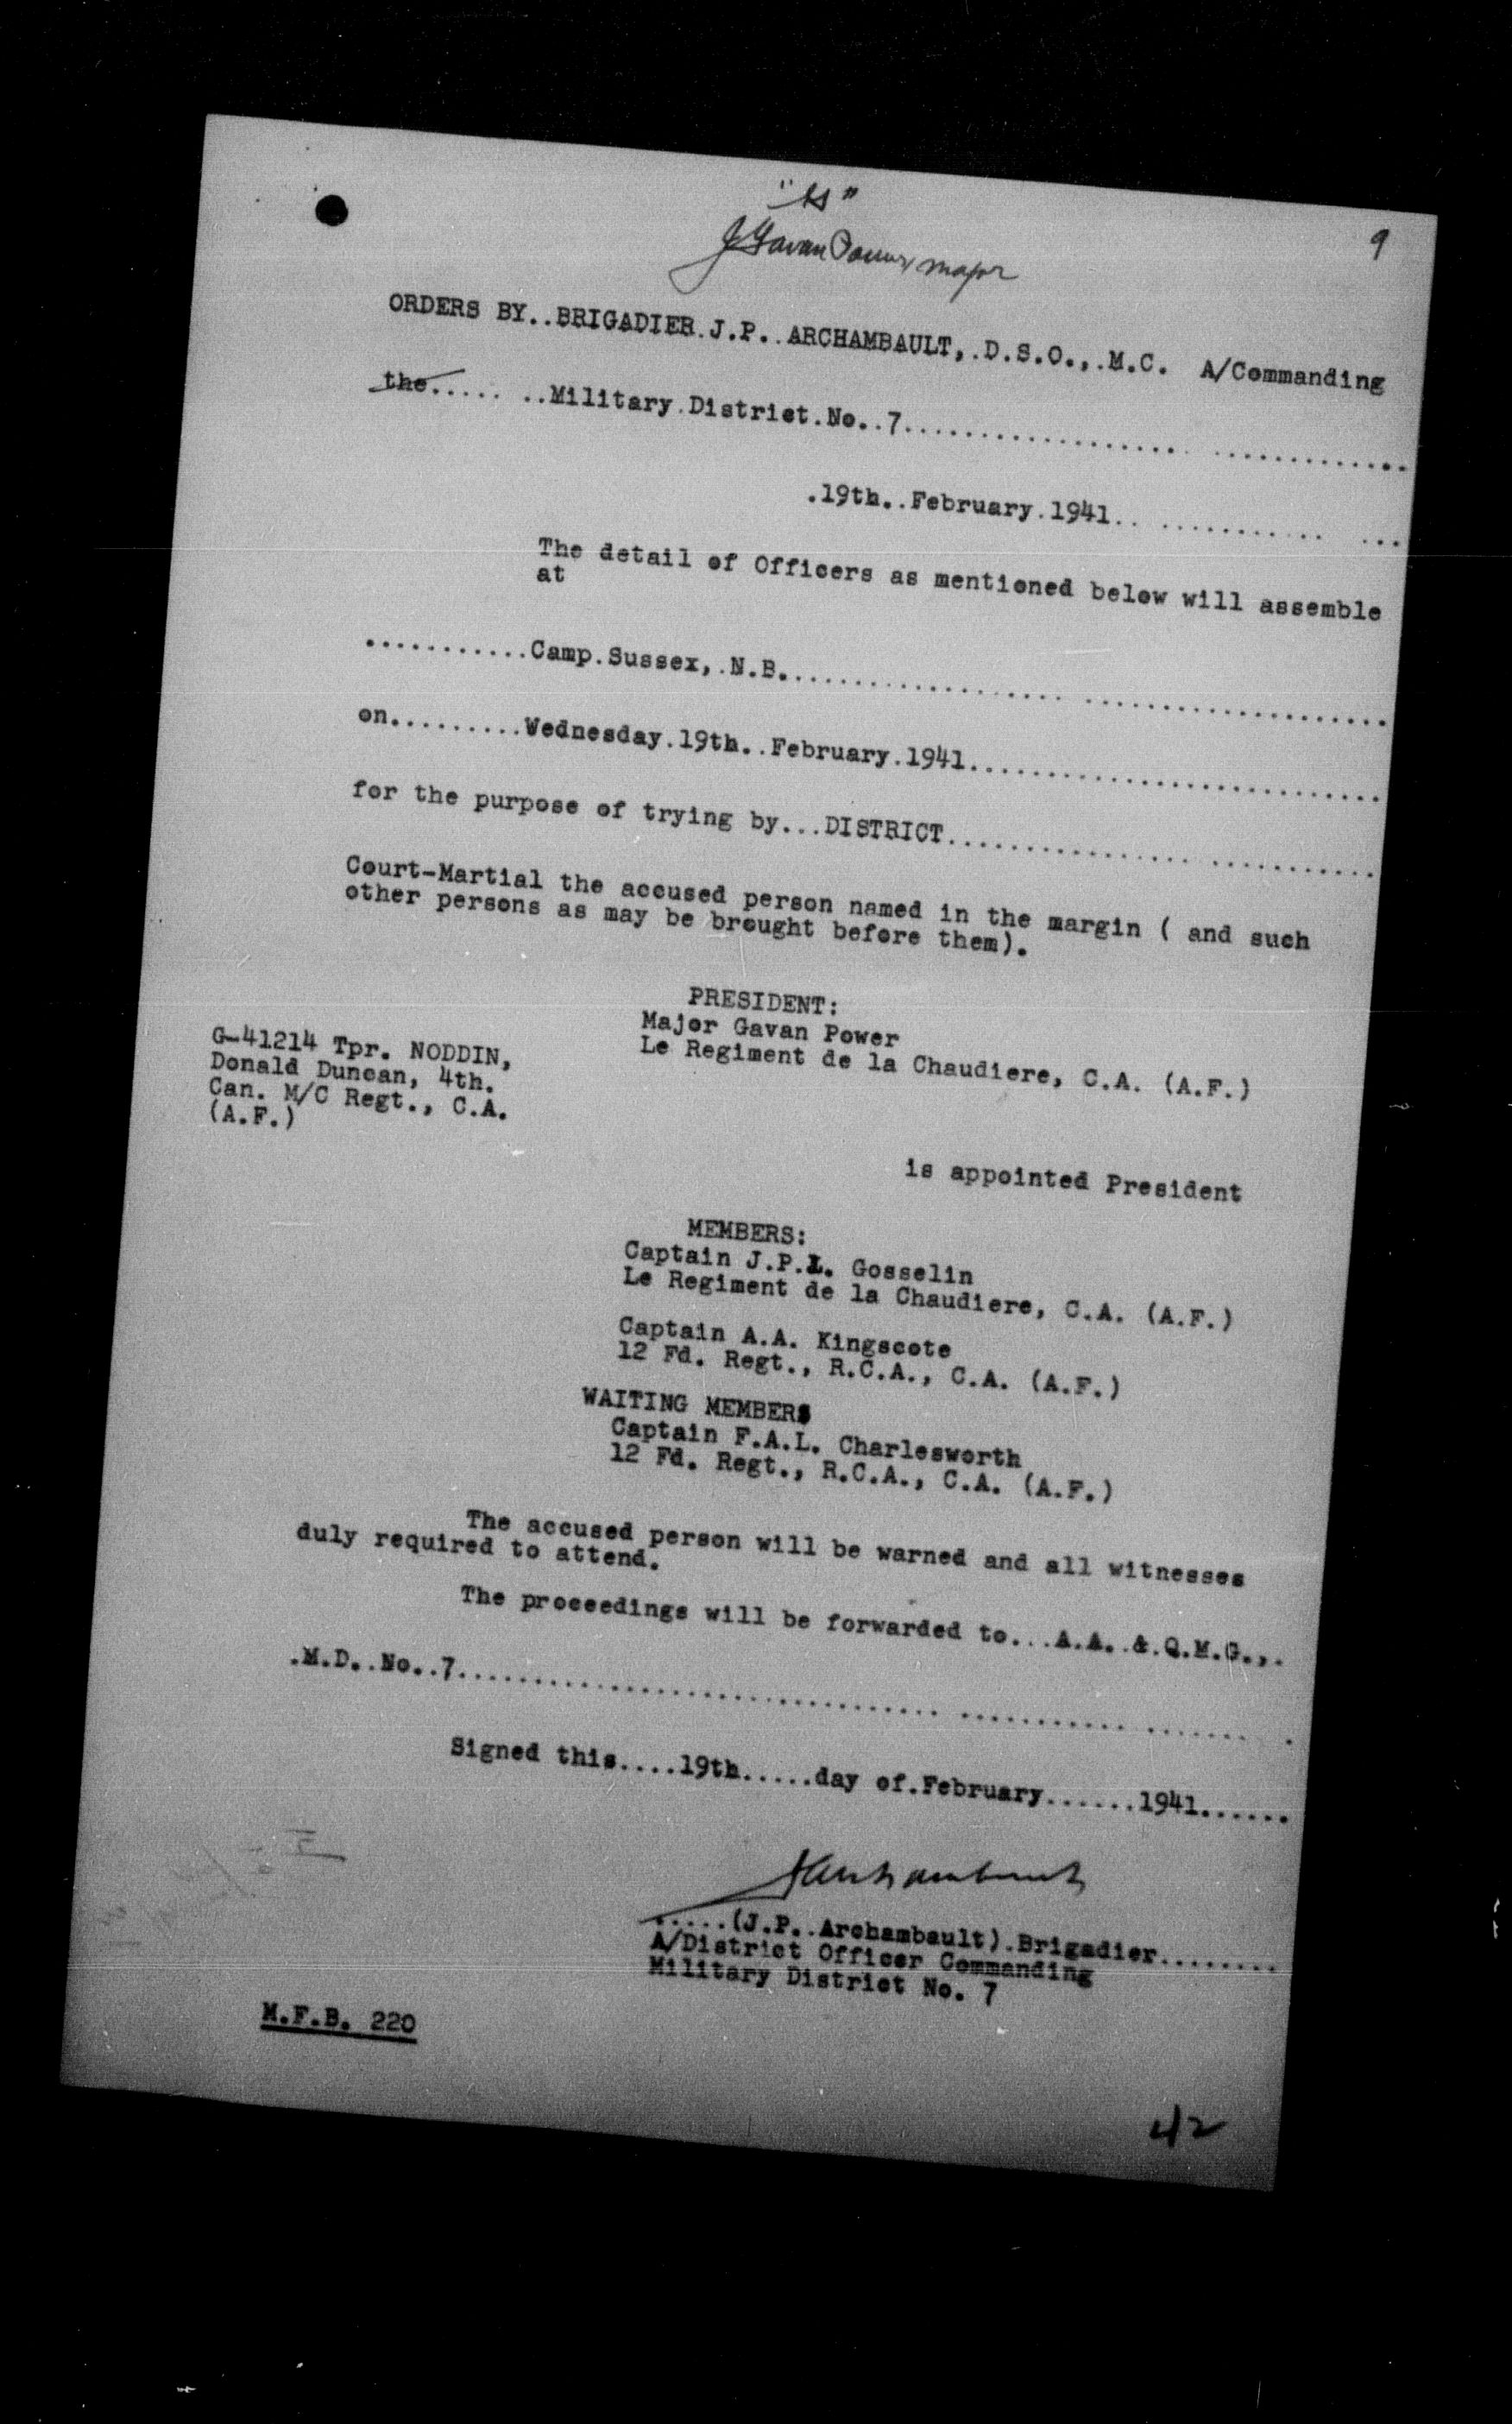 J Gavan Power major
9
ORDERS BY..BRIGADIER.J.P..ARCHAMBAULT,.D.S.O.,.M.C. A/Commanding
the..... ..Military.District.No..7................... .............
.19th..February.1941.. ........... ...
The detail of Officers as mentioned below will assemble
at
...........Camp.Sussex,.N.B................... ....................
on.........Wednesday.19th..February.1941...........................
for the purpose of trying by...DISTRICT................ ...........
Court-Martial the accused person named in the margin ( and such
other persons as may be brought before them).
PRESIDENT:
Major Gavan Power
Le Regiment de la Chaudiere, C.A. (A.F.)
G-41214 Tpr. NODDIN,
Donald Duncan, 4th.
Can. M/C Regt., C.A.
(A.F.)
is appointed President
MEMBERS:
Captain J.P.L. Gosselin
Le Regiment de la Chaudiere, C.A. (A.F.)
Captain A.A. Kingscote
12 Fd. Regt., R.C.A., C.A. (A.F.)
WAITING MEMBERS
Captain F.A.L. Charlesworth
12 Fd. Regt., R.C.A., C.A. (A.F.)
The accused person will be warned and all witnesses
duly required to attend.
The proceedings will be forwarded to...A.A..&.Q.M.G.,.
.M.D..No..7............................... ........... ....... .
Signed this....19th.....day of.February......1941......
JArchambault
.....(J.P..Archambault).Brigadier........
A/District Officer Commanding
Military District No. 7
M.F.B. 220
42